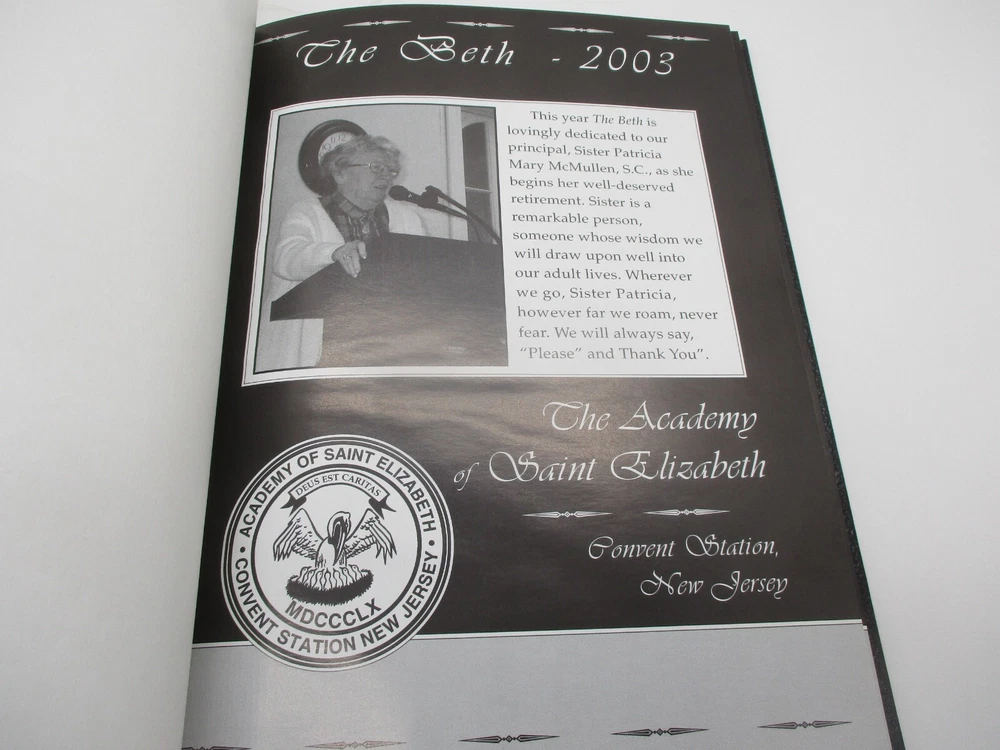 The Beth - 2003
This year The Beth is
lovingly dedicated to our
principal, Sister Patricia
Mary McMullen, S.C., as she
begins her well-deserved
retirement. Sister is a
remarkable person,
someone whose wisdom we
will draw upon well into
our adult lives. Wherever
we go, Sister Patricia,
however far we roam, never
fear. We will always say,
“Please” and Thank You”.
The Academy
of Saint Elizabeth
Convent Station,
New Jersey
• ACADEMY OF SAINT ELIZABETH •
DEUS EST CARITAS
MDCCCLX
CONVENT STATION NEW JERSEY